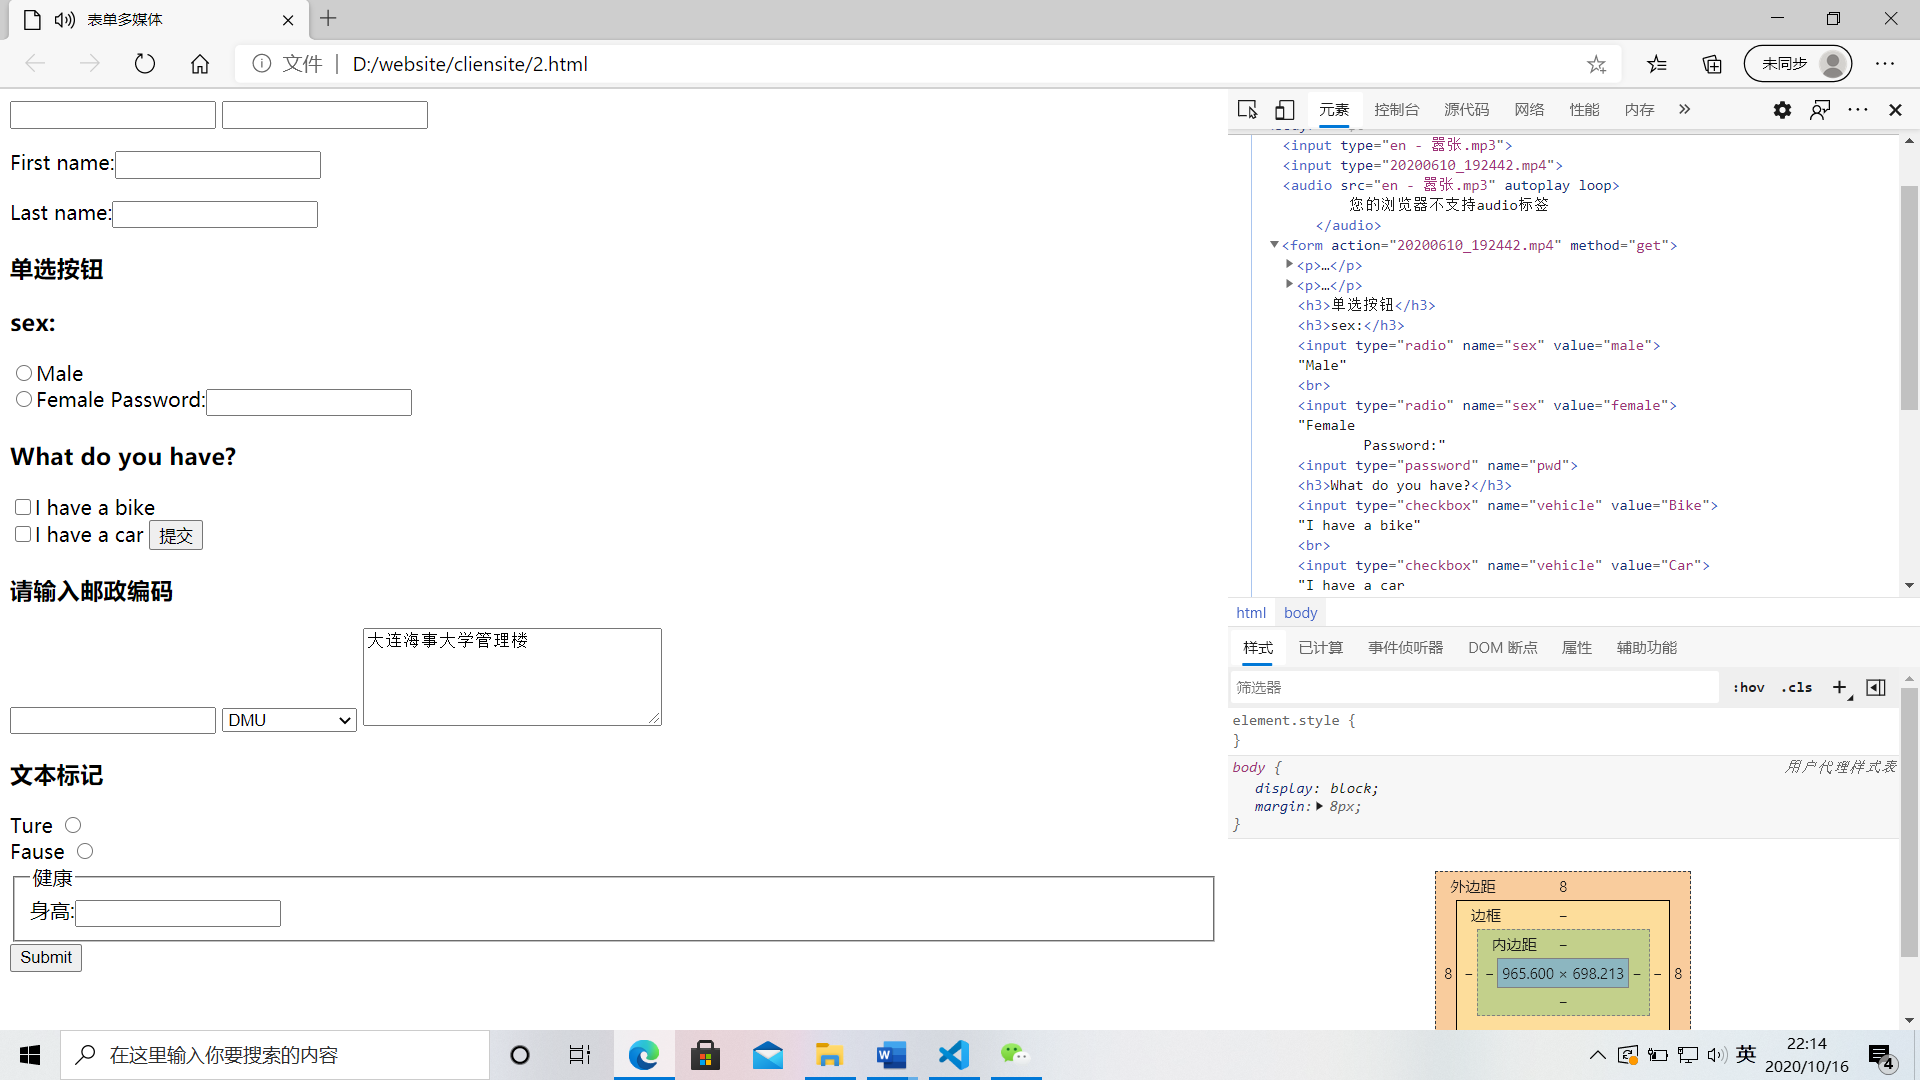 表单多媒体
文件 | D:/website/cliensite/2.html
未同步
First name:
Last name:
单选按钮
sex:
Male
Female Password:
What do you have?
I have a bike
I have a car 提交
请输入邮政编码
大连海事大学管理楼
DMU
文本标记
Ture
Fause
健康
身高:
Submit
元素 控制台 源代码 网络 性能 内存
<input type="en - 嚣张.mp3">
<input type="20200610_192442.mp4">
<audio src="en - 嚣张.mp3" autoplay loop>
您的浏览器不支持audio标签
</audio>
<form action="20200610_192442.mp4" method="get">
<p>…</p>
<p>…</p>
<h3>单选按钮</h3>
<h3>sex:</h3>
<input type="radio" name="sex" value="male">
"Male"
<br>
<input type="radio" name="sex" value="female">
"Female
Password:"
<input type="password" name="pwd">
<h3>What do you have?</h3>
<input type="checkbox" name="vehicle" value="Bike">
"I have a bike"
<br>
<input type="checkbox" name="vehicle" value="Car">
"I have a car
html body
样式 已计算 事件侦听器 DOM 断点 属性 辅助功能
筛选器 :hov .cls
element.style {
}
body { 用户代理样式表
display: block;
margin: 8px;
}
外边距 8
边框 –
内边距 –
8 – – 965.600 × 698.213 – – 8
–
在这里输入你要搜索的内容
英
22:14
2020/10/16
4